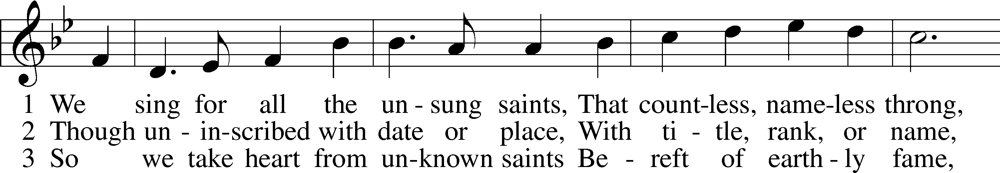 1 We sing for all the un - sung saints, That count-less, name-less throng,
2 Though un - in-scribed with date or place, With ti - tle, rank, or name,
3 So we take heart from un-known saints Be - reft of earth - ly fame,